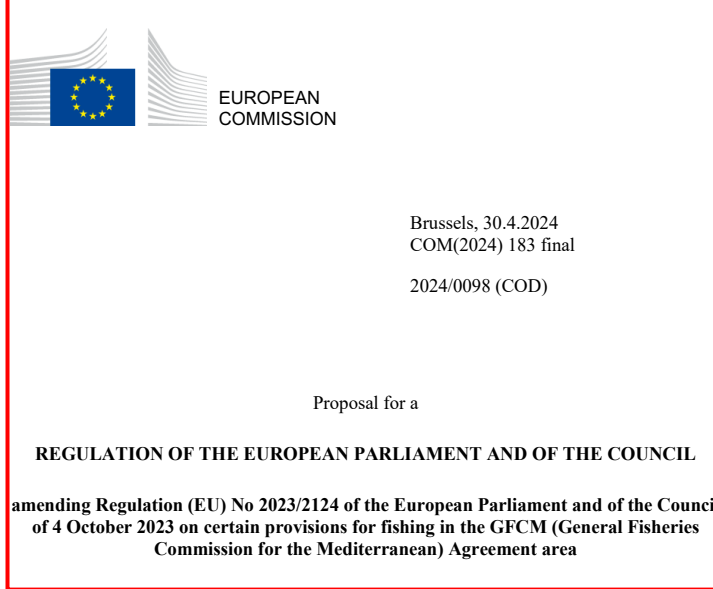 EUROPEAN
COMMISSION
Brussels, 30.4.2024
COM(2024) 183 final
2024/0098 (COD)
Proposal for a
REGULATION OF THE EUROPEAN PARLIAMENT AND OF THE COUNCIL
amending Regulation (EU) No 2023/2124 of the European Parliament and of the Counci
of 4 October 2023 on certain provisions for fishing in the GFCM (General Fisheries
Commission for the Mediterranean) Agreement area